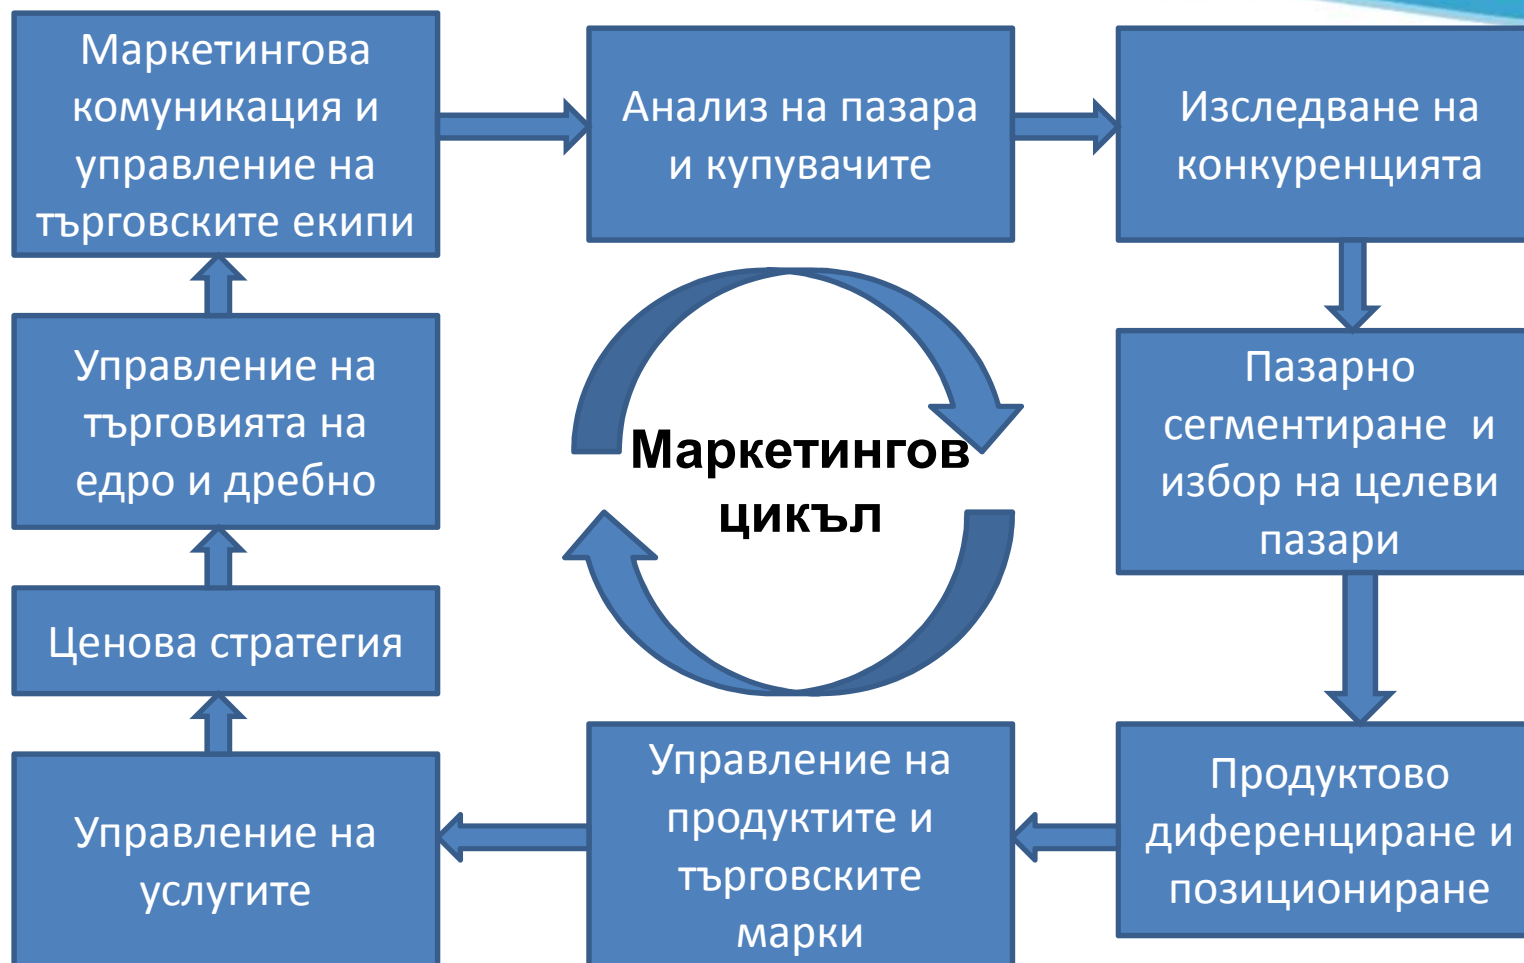 Маркетингова
комуникация и
управление на
търговските екипи
Анализ на пазара
и купувачите
Изследване на
конкуренцията
Пазарно
сегментиране и
избор на целеви
пазари
Продуктово
диференциране и
позициониране
Управление на
продуктите и
търговските
марки
Управление на
услугите
Ценова стратегия
Управление на
търговията на
едро и дребно
Маркетингов
цикъл